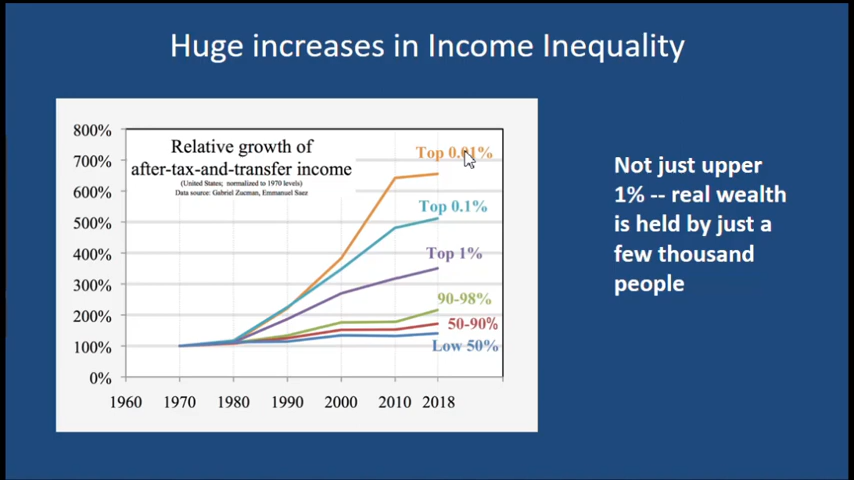 Huge increases in Income Inequality
800%
700%
600%
500%
400%
300%
200%
100%
0%
Relative growth of
after-tax-and-transfer income
(United States; normalized to 1970 levels)
Data source: Gabriel Zucman, Emmanuel Saez
Top 0.01%
Top 0.1%
Top 1%
90-98%
50-90%
Low 50%
1960 1970 1980 1990 2000 2010 2018
Not just upper
1% -- real wealth
is held by just a
few thousand
people